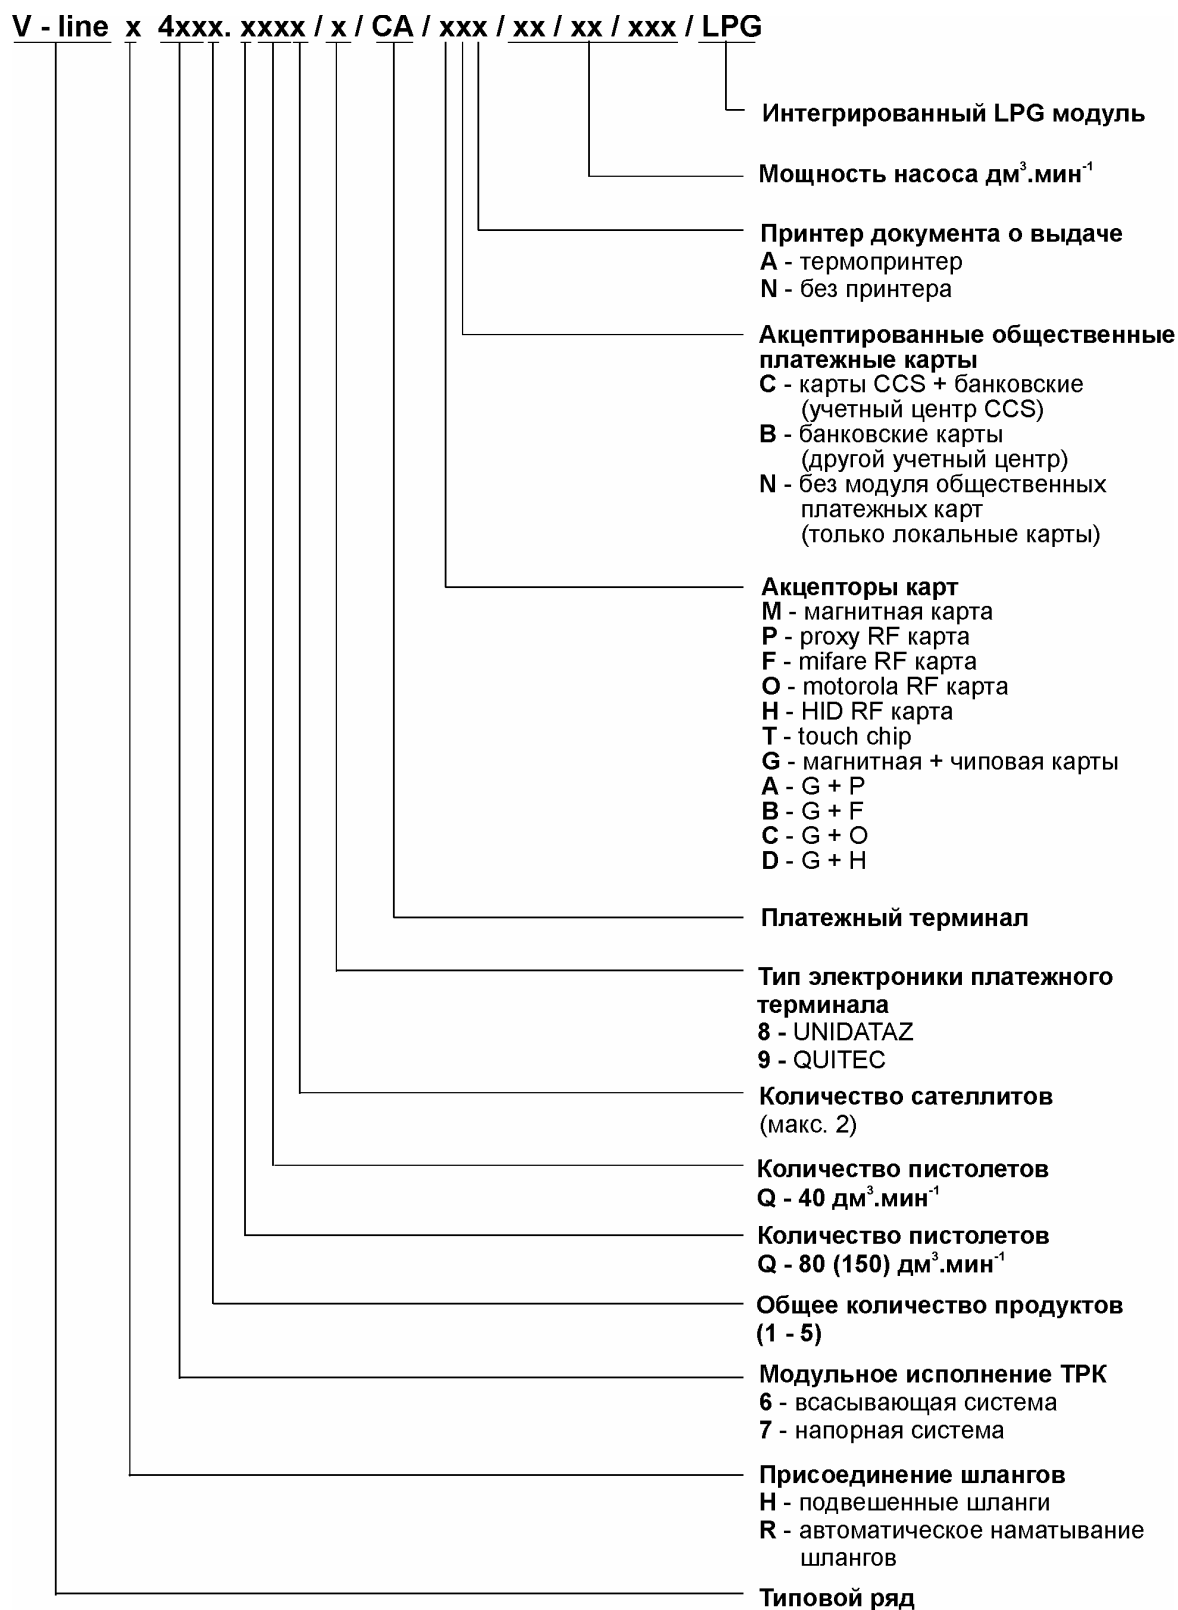 V - line x 4xxx. xxxx / x / CA / xxx / xx / xx / xxx / LPG
Интегрированный LPG модуль
Мощность насоса дм³.мин⁻¹
Принтер документа о выдаче
A - термопринтер
N - без принтера
Акцептированные общественные
платежные карты
C - карты CCS + банковские
(учетный центр CCS)
B - банковские карты
(другой учетный центр)
N - без модуля общественных
платежных карт
(только локальные карты)
Акцепторы карт
M - магнитная карта
P - proxy RF карта
F - mifare RF карта
O - motorola RF карта
H - HID RF карта
T - touch chip
G - магнитная + чиповая карты
A - G + P
B - G + F
C - G + O
D - G + H
Платежный терминал
Тип электроники платежного
терминала
8 - UNIDATAZ
9 - QUITEC
Количество сателлитов
(макс. 2)
Количество пистолетов
Q - 40 дм³.мин⁻¹
Количество пистолетов
Q - 80 (150) дм³.мин⁻¹
Общее количество продуктов
(1 - 5)
Модульное исполнение ТРК
6 - всасывающая система
7 - напорная система
Присоединение шлангов
H - подвешенные шланги
R - автоматическое наматывание
шлангов
Типовой ряд